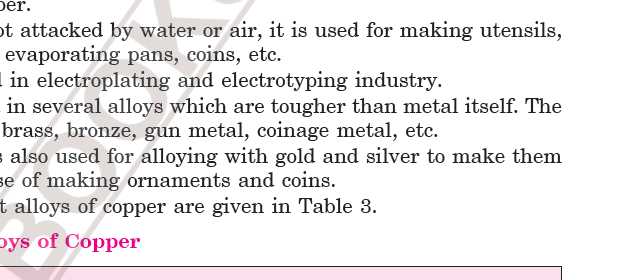 per.
ot attacked by water or air, it is used for making utensils,
evaporating pans, coins, etc.
in electroplating and electrotyping industry.
in several alloys which are tougher than metal itself. The
brass, bronze, gun metal, coinage metal, etc.
s also used for alloying with gold and silver to make them
se of making ornaments and coins.
t alloys of copper are given in Table 3.
oys of Copper
BOOK